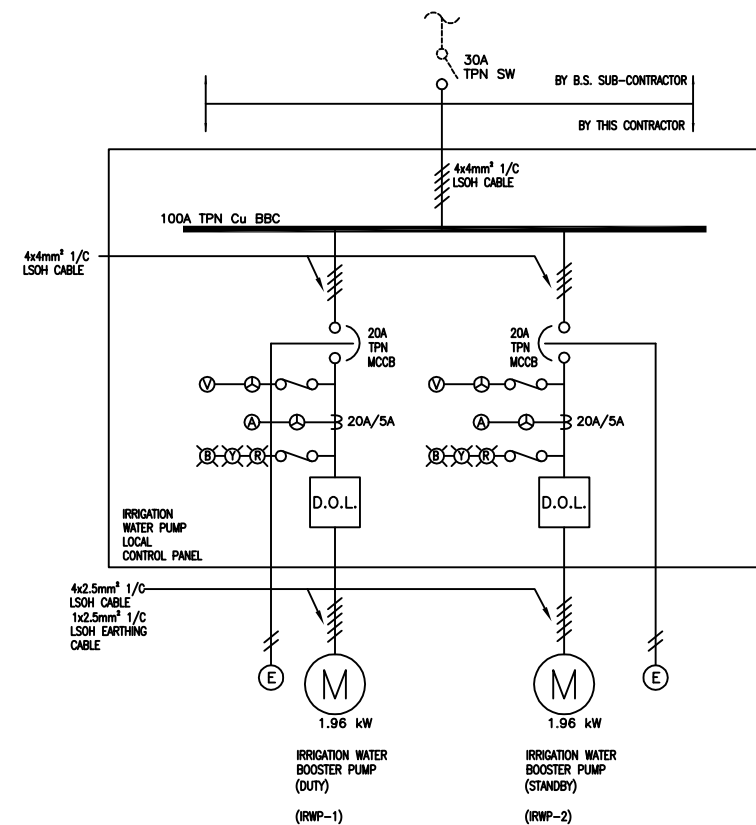 30A
TPN SW
BY B.S. SUB-CONTRACTOR
BY THIS CONTRACTOR
4x4mm² 1/C
LSOH CABLE
100A TPN Cu BBC
4x4mm² 1/C
LSOH CABLE
20A
TPN
MCCB
20A
TPN
MCCB
V
V
A
20A/5A
A
20A/5A
B Y R
B Y R
D.O.L.
D.O.L.
IRRIGATION
WATER PUMP
LOCAL
CONTROL PANEL
4x2.5mm² 1/C
LSOH CABLE
1x2.5mm² 1/C
LSOH EARTHING
CABLE
E
M
M
E
1.96 kW
1.96 kW
IRRIGATION WATER
BOOSTER PUMP
(DUTY)
(IRWP-1)
IRRIGATION WATER
BOOSTER PUMP
(STANDBY)
(IRWP-2)